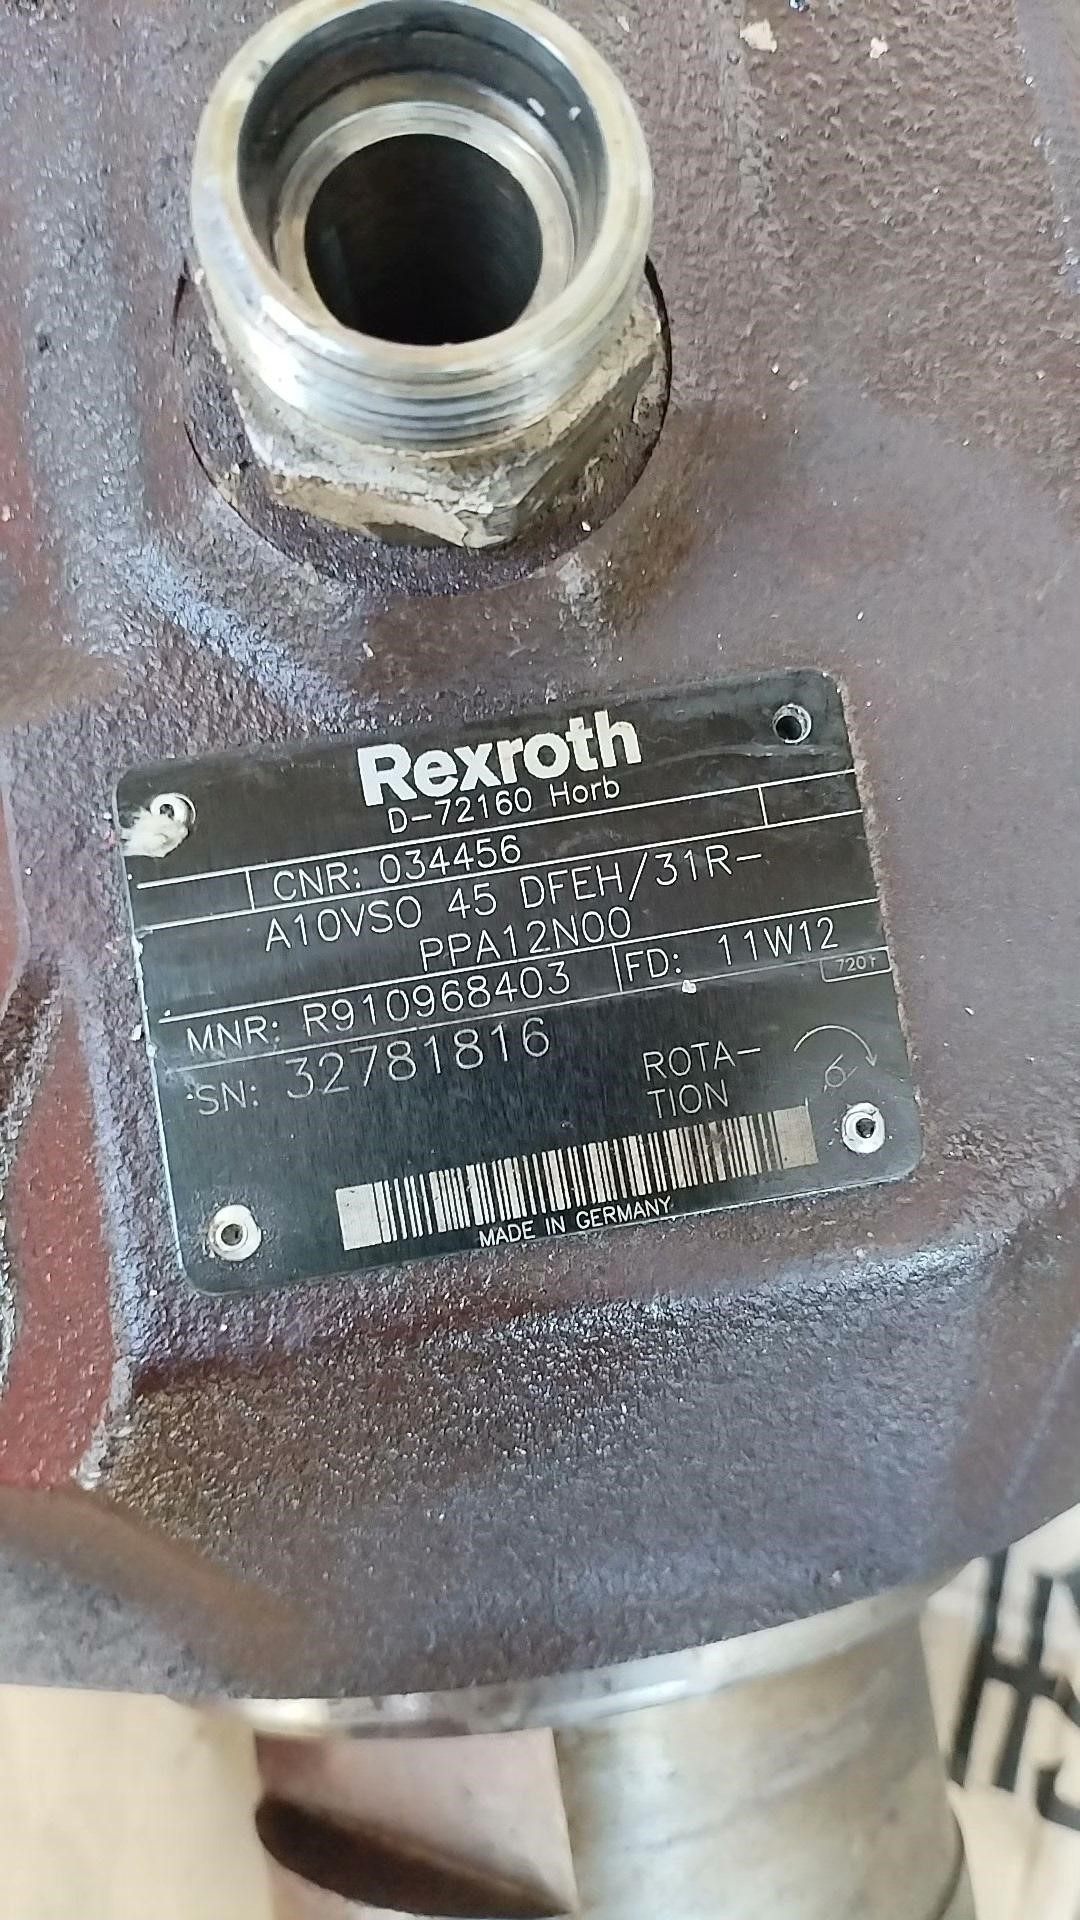 Rexroth
D-72160 Horb
CNR: 034456
A10VSO 45 DFEH/31R-
PPA12N00
MNR: R910968403 FD: 11W12
720
SN: 32781816
ROTA-
TION
MADE IN GERMANY